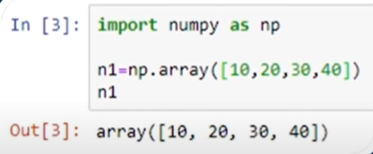 In [3]: import numpy as np
n1=np.array([10,20,30,40])
n1
Out[3]: array([10, 20, 30, 40])